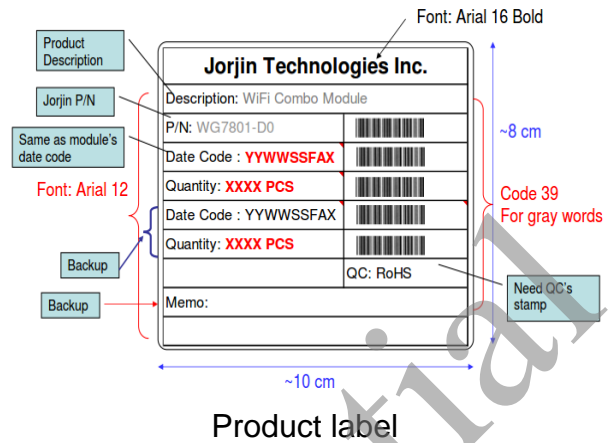 Font: Arial 16 Bold
Product
Description
Jorjin Technologies Inc.
Description: WiFi Combo Module
Jorjin P/N
P/N: WG7801-D0
~8 cm
Same as module's
date code
Date Code : YYWWSSFAX
Font: Arial 12
Quantity: XXXX PCS
Code 39
For gray words
Date Code : YYWWSSFAX
Quantity: XXXX PCS
Backup
QC: RoHS
Need QC's
stamp
Backup
Memo:
~10 cm
Product label